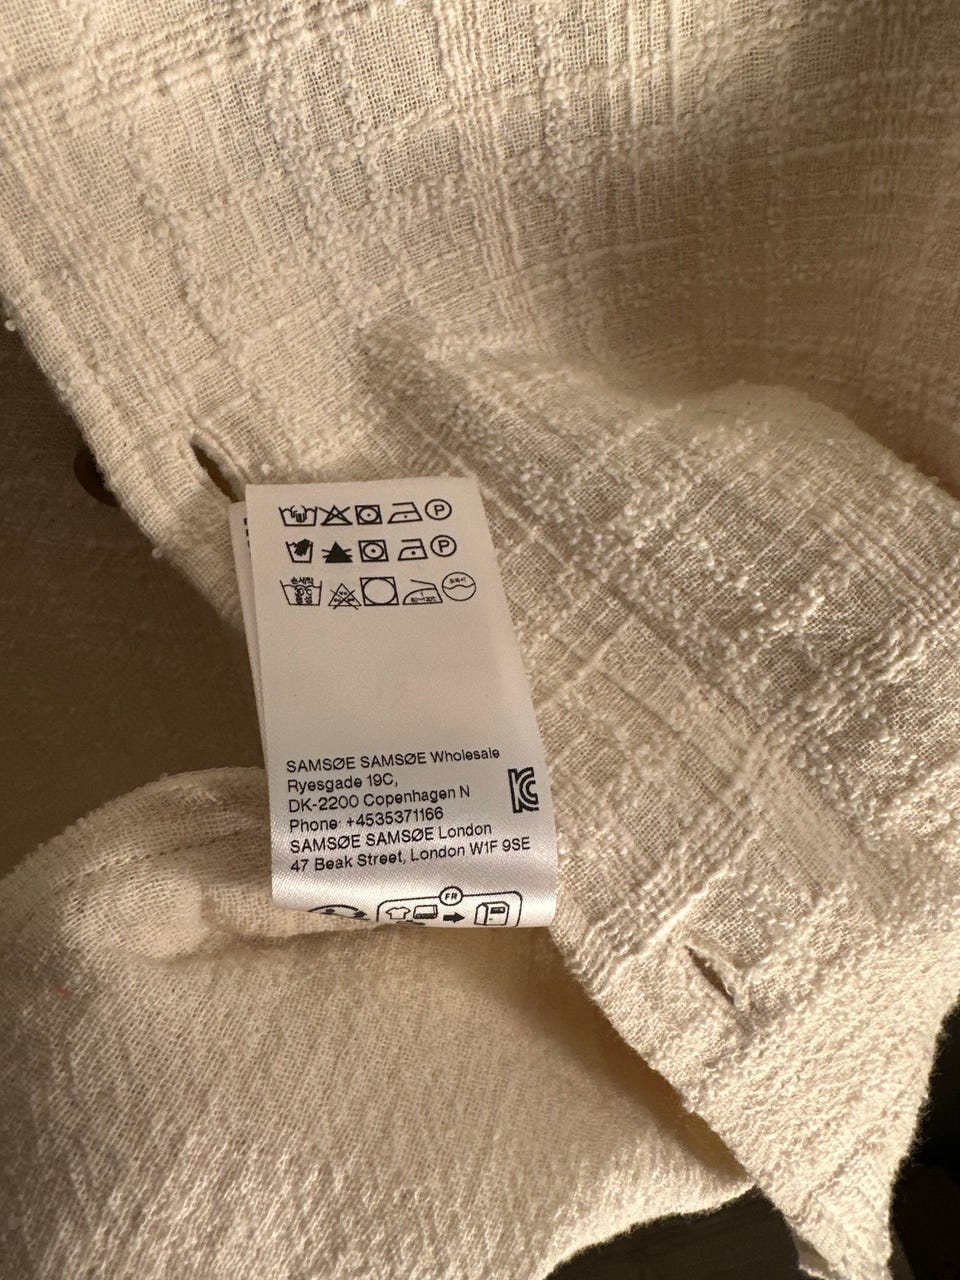 P
P
SAMSØE SAMSØE Wholesale
Ryesgade 19C,
DK-2200 Copenhagen N
Phone: +4535371166
SAMSØE SAMSØE London
47 Beak Street, London W1F 9SE
FR